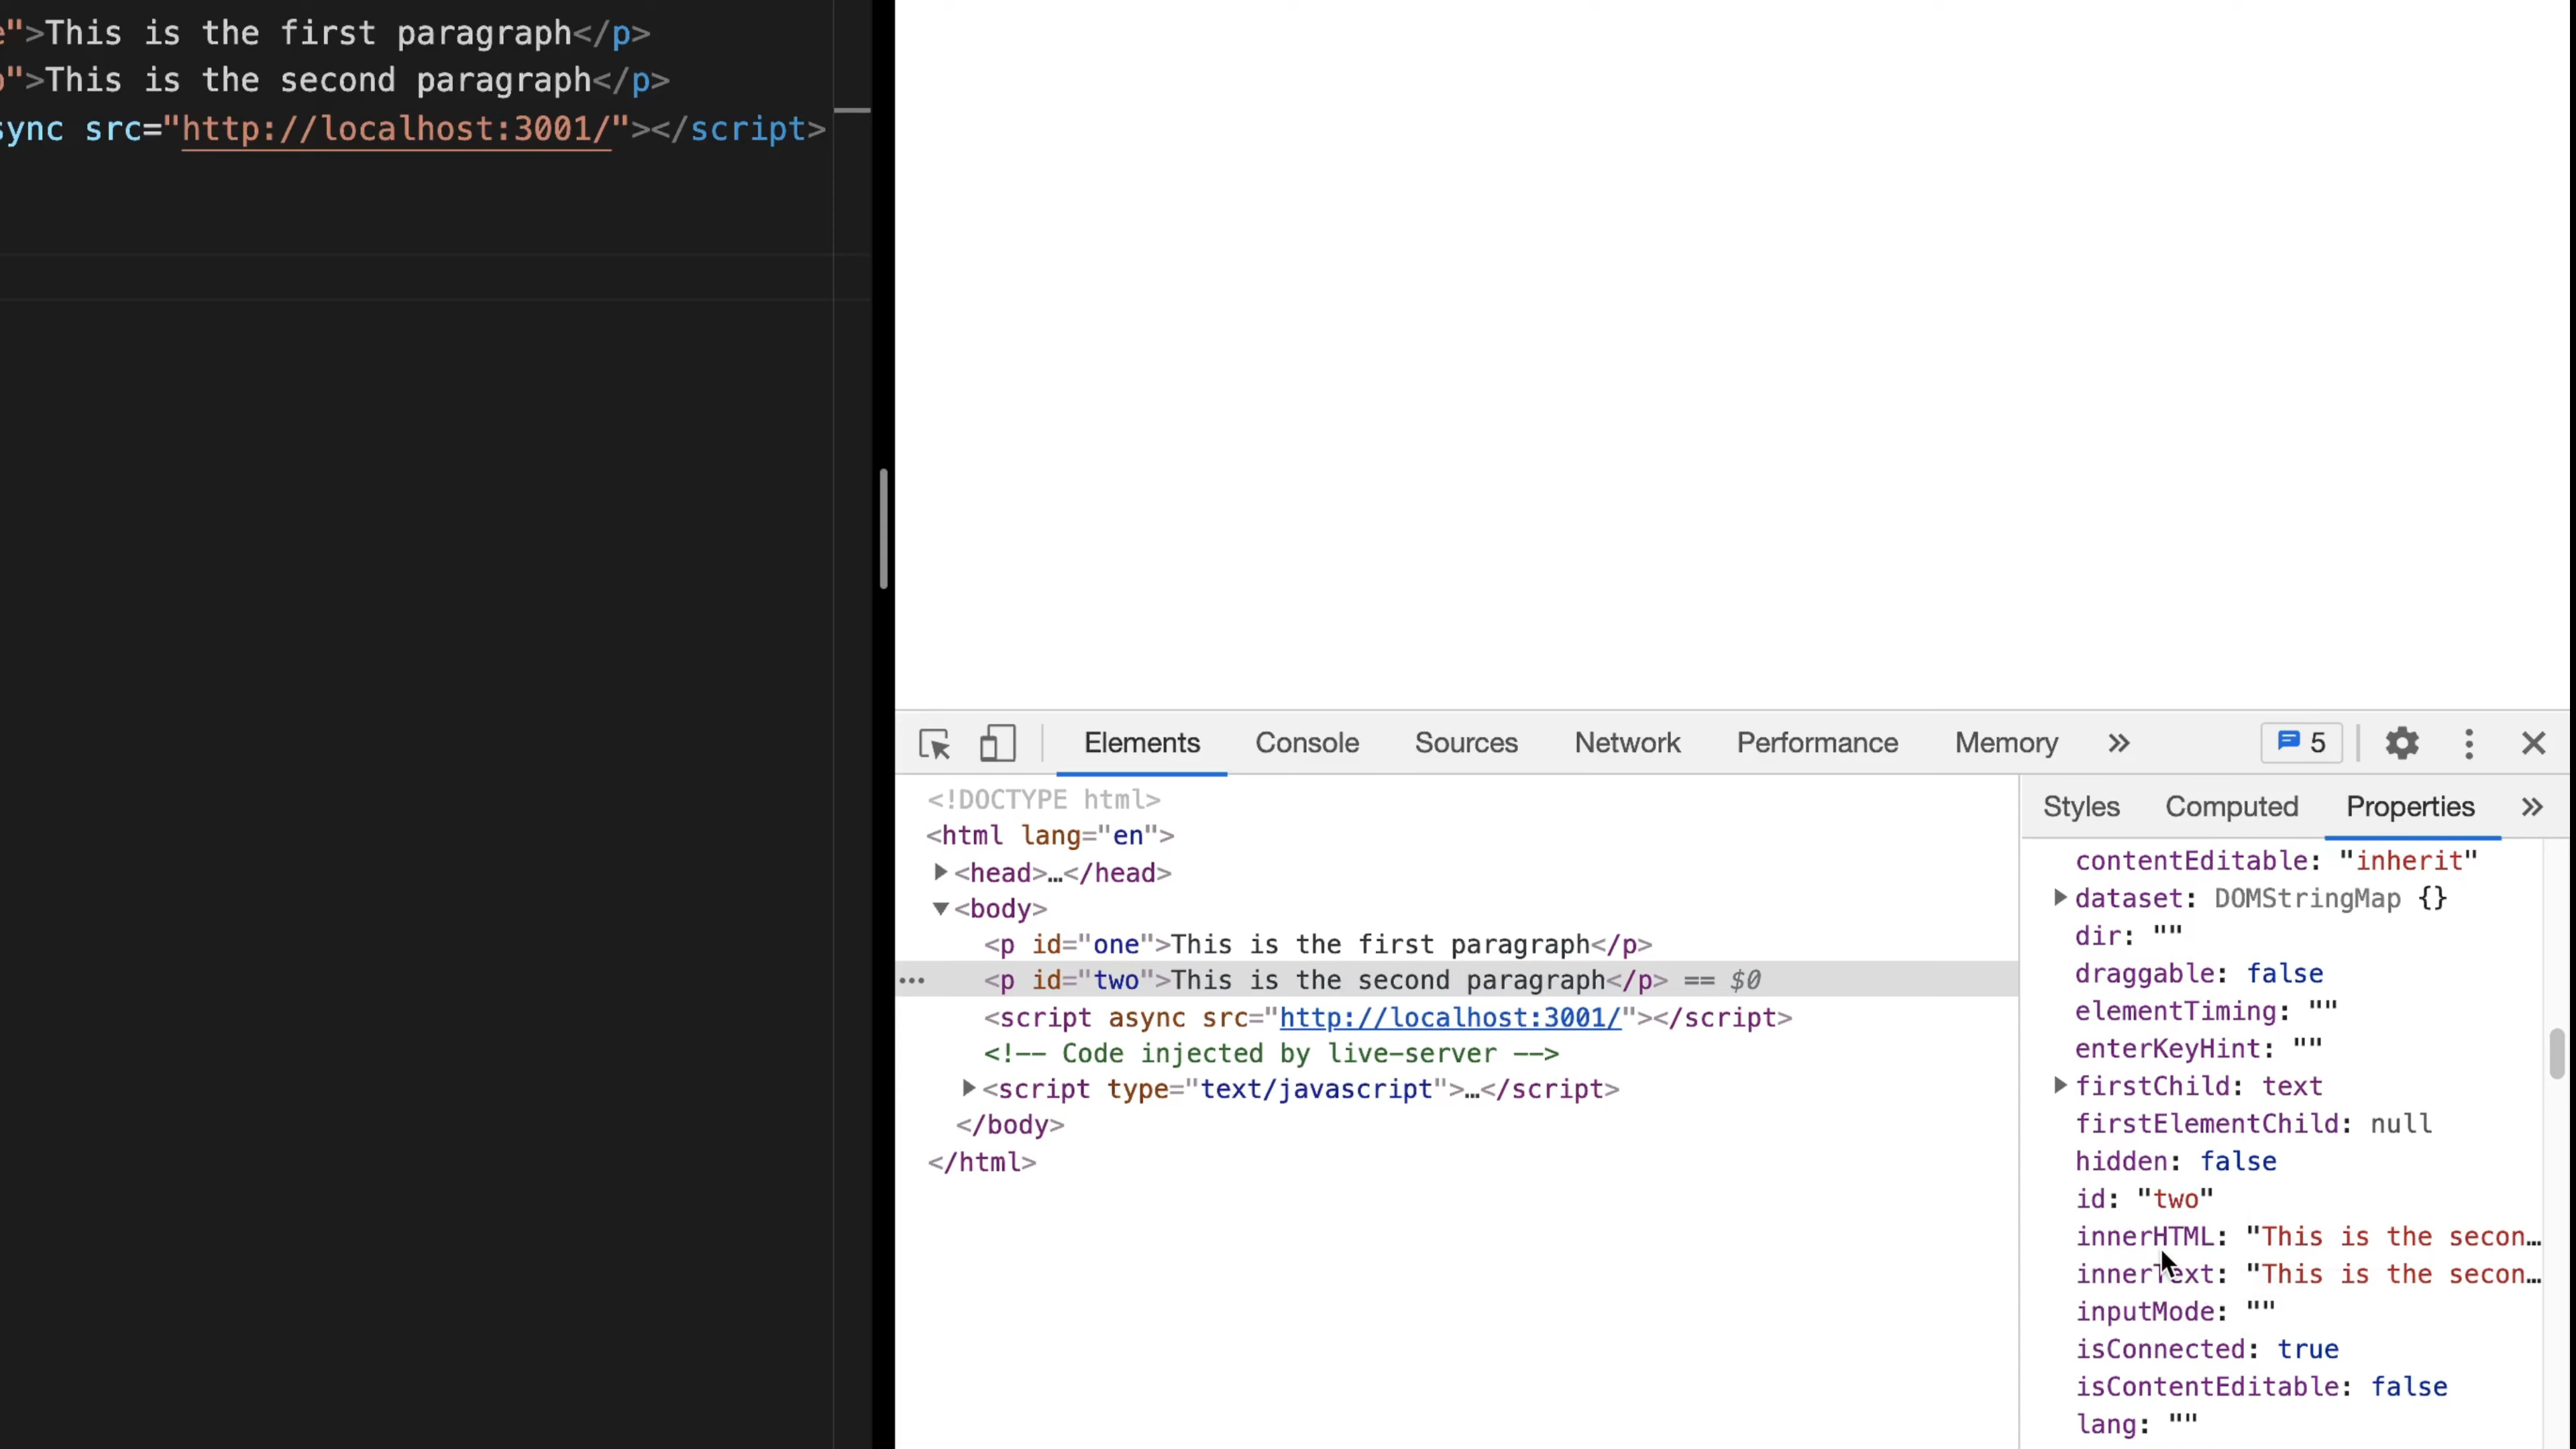 e">This is the first paragraph</p>
o">This is the second paragraph</p>
sync src="http://localhost:3001/"></script>
Elements Console Sources Network Performance Memory » 5
<!DOCTYPE html>
<html lang="en">
<head>…</head>
<body>
<p id="one">This is the first paragraph</p>
<p id="two">This is the second paragraph</p> == $0
<script async src="http://localhost:3001/"></script>
<!-- Code injected by live-server -->
<script type="text/javascript">…</script>
</body>
</html>
Styles Computed Properties »
contentEditable: "inherit"
dataset: DOMStringMap {}
dir: ""
draggable: false
elementTiming: ""
enterKeyHint: ""
firstChild: text
firstElementChild: null
hidden: false
id: "two"
innerHTML: "This is the secon…
innerText: "This is the secon…
inputMode: ""
isConnected: true
isContentEditable: false
lang: ""